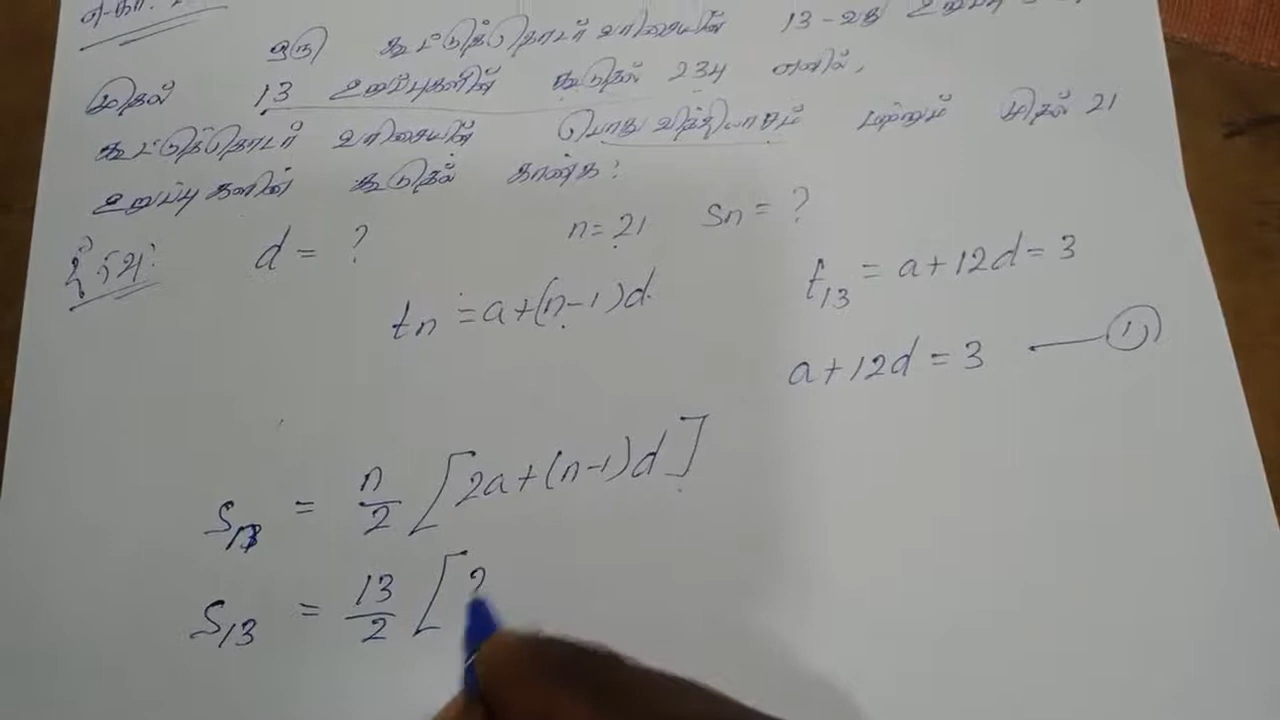 எ-கா:
ஒரு கூட்டுத்தொடர் வரிசையின் 13-வது உறுப்பு
முதல் 13 உறுப்புகளின் கூடுதல் 234 எனில்,
கூட்டுத்தொடர் வரிசையின் பொது வித்தியாசம் மற்றும் முதல் 21
உறுப்புகளின் கூடுதல் காண்க?
தீர்வு: d = ? n = 21 Sn = ?
tn = a+(n-1)d. t13 = a+12d = 3
a+12d = 3 — (1)
S13 = n/2 [2a+(n-1)d]
S13 = 13/2 [2